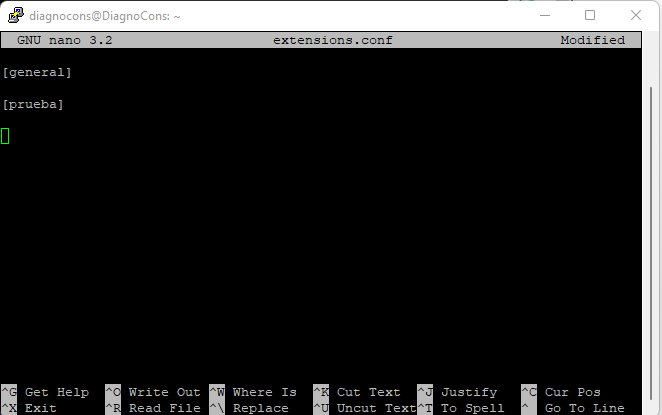 diagnocons@DiagnoCons: ~
GNU nano 3.2 extensions.conf Modified
[general]
[prueba]
^G Get Help ^O Write Out ^W Where Is ^K Cut Text ^J Justify ^C Cur Pos
^X Exit ^R Read File ^\ Replace ^U Uncut Text^T To Spell ^ Go To Line